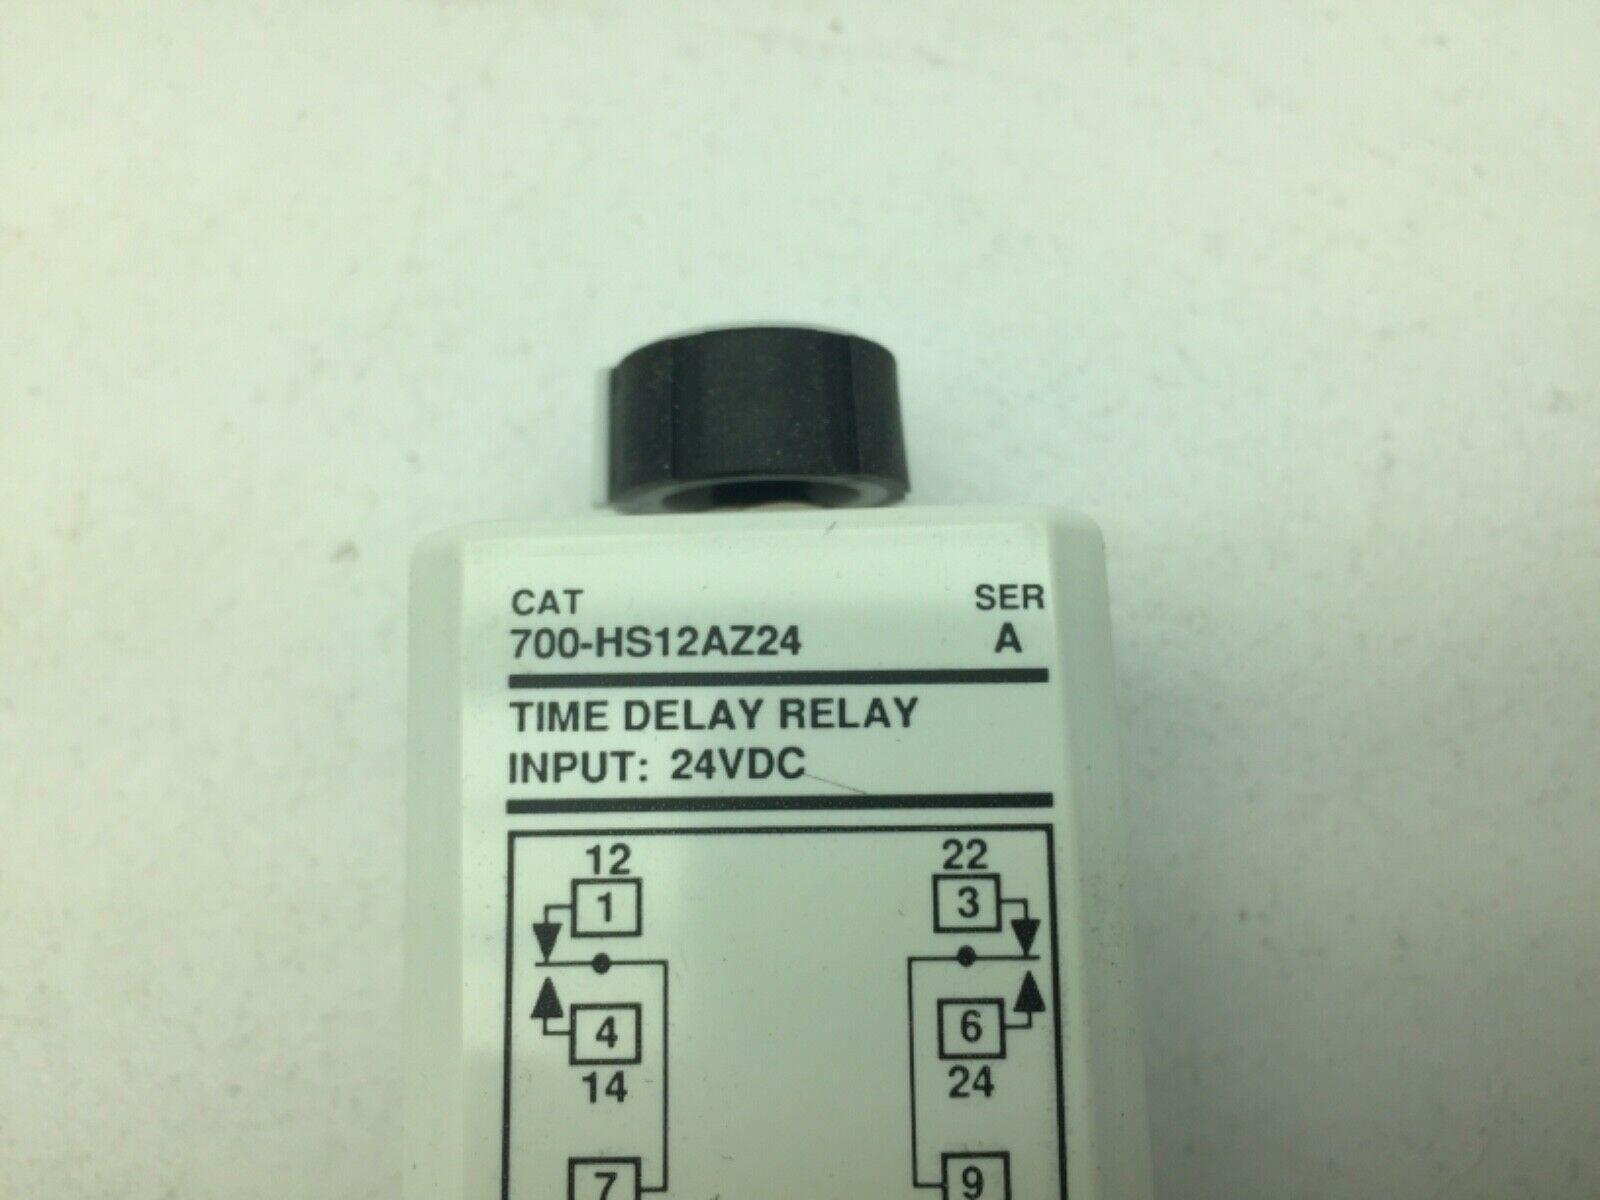 CAT SER
700-HS12AZ24 A
TIME DELAY RELAY
INPUT: 24VDC
12 22
1 3
4 6
14 24
7 9